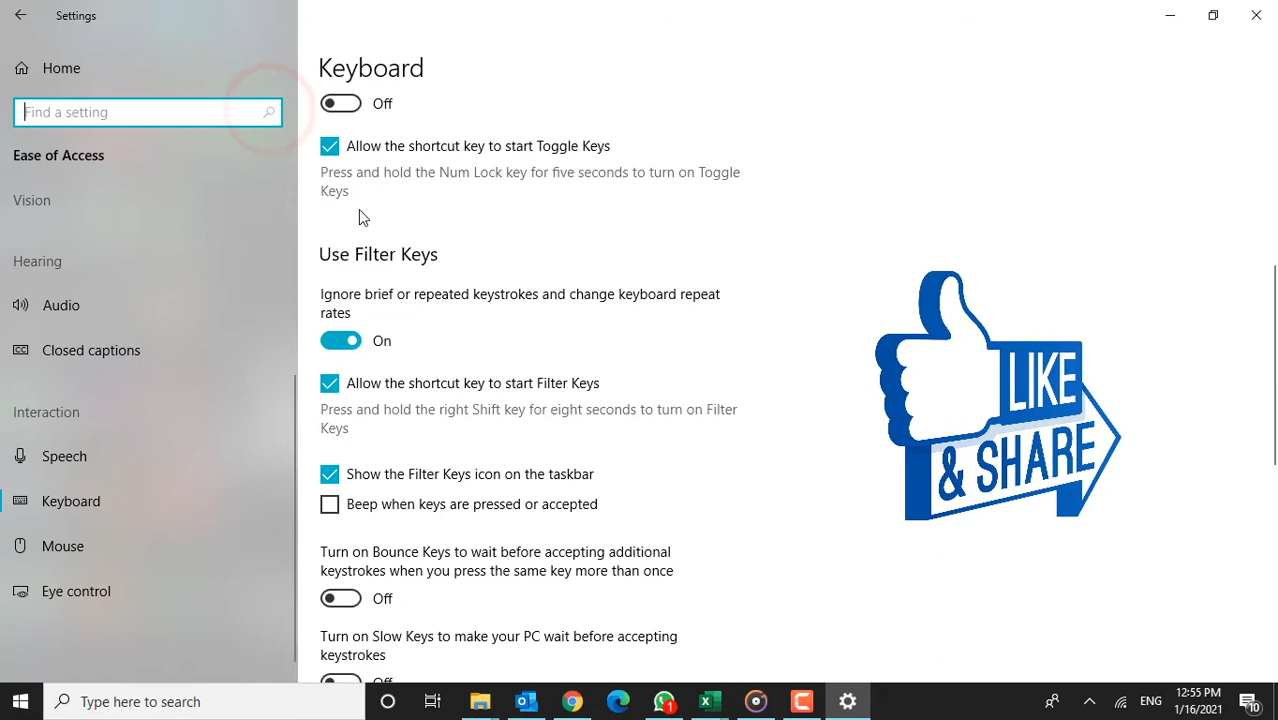 Settings
Home
Find a setting
Ease of Access
Vision
Hearing
Audio
Closed captions
Interaction
Speech
Keyboard
Mouse
Eye control
Keyboard
Off
Allow the shortcut key to start Toggle Keys
Press and hold the Num Lock key for five seconds to turn on Toggle
Keys
Use Filter Keys
Ignore brief or repeated keystrokes and change keyboard repeat
rates
On
Allow the shortcut key to start Filter Keys
Press and hold the right Shift key for eight seconds to turn on Filter
Keys
Show the Filter Keys icon on the taskbar
Beep when keys are pressed or accepted
Turn on Bounce Keys to wait before accepting additional
keystrokes when you press the same key more than once
Off
Turn on Slow Keys to make your PC wait before accepting
keystrokes
Off
LIKE
& SHARE
Type here to search
1
ENG
12:55 PM
1/16/2021
10